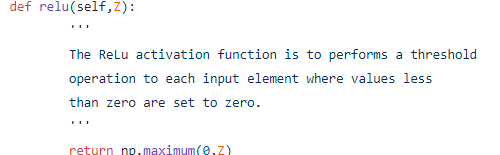 def relu(self,Z):
'''
The ReLu activation function is to performs a threshold
operation to each input element where values less
than zero are set to zero.
'''
return np.maximum(0,Z)